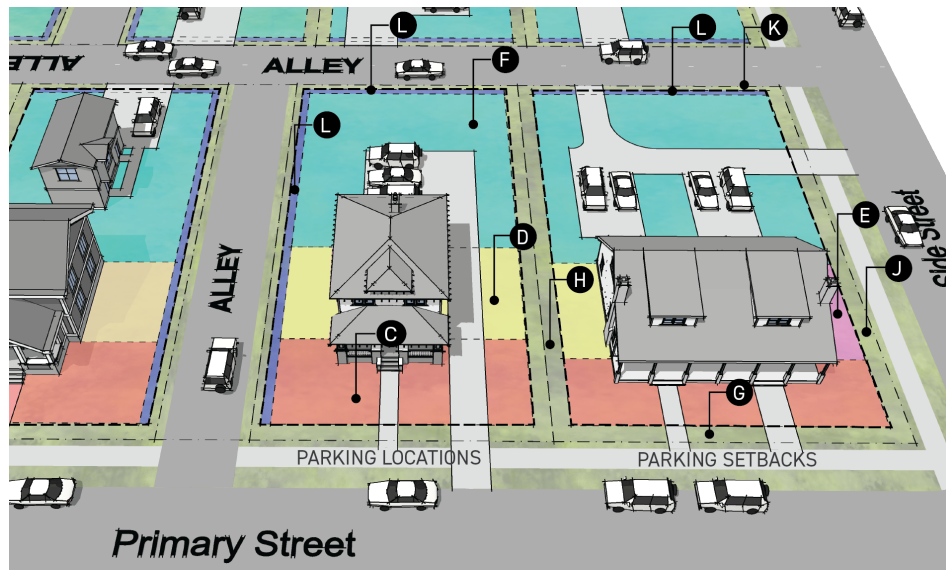 L
L
K
ALLEY
ALLEY
F
L
D
E
Side Street
J
H
ALLEY
C
G
PARKING LOCATIONS
PARKING SETBACKS
Primary Street